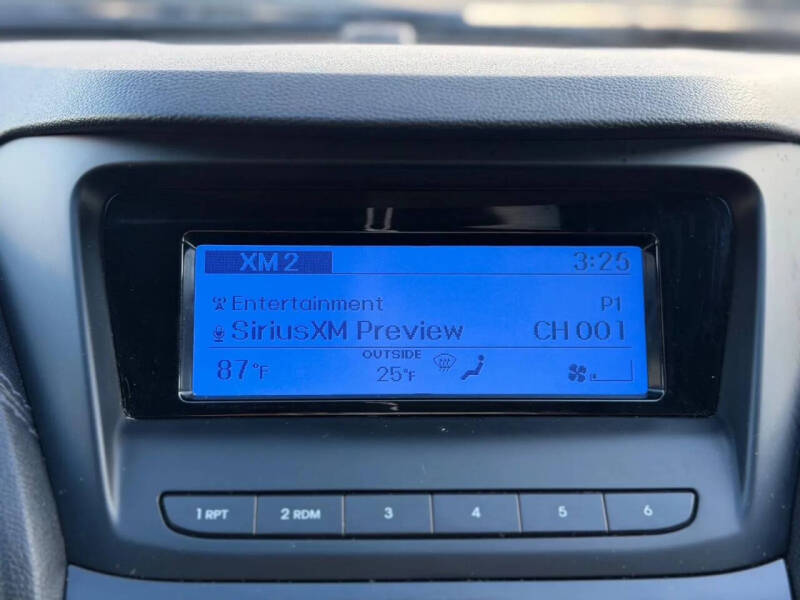 XM2 3:25
Entertainment P1
SiriusXM Preview CH 001
OUTSIDE
87°F 25°F
1 RPT 2 RDM 3 4 5 6